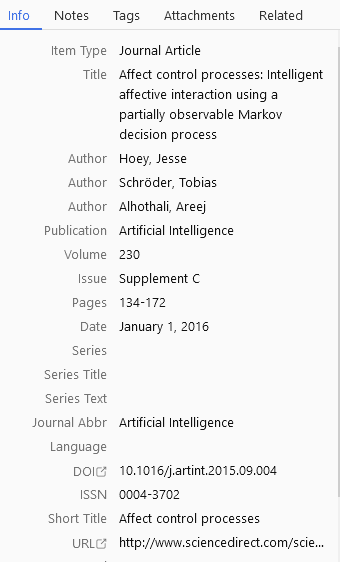 Info Notes Tags Attachments Related
Item Type Journal Article
Title Affect control processes: Intelligent
affective interaction using a
partially observable Markov
decision process
Author Hoey, Jesse
Author Schröder, Tobias
Author Alhothali, Areej
Publication Artificial Intelligence
Volume 230
Issue Supplement C
Pages 134-172
Date January 1, 2016
Series
Series Title
Series Text
Journal Abbr Artificial Intelligence
Language
DOI 10.1016/j.artint.2015.09.004
ISSN 0004-3702
Short Title Affect control processes
URL http://www.sciencedirect.com/scie...